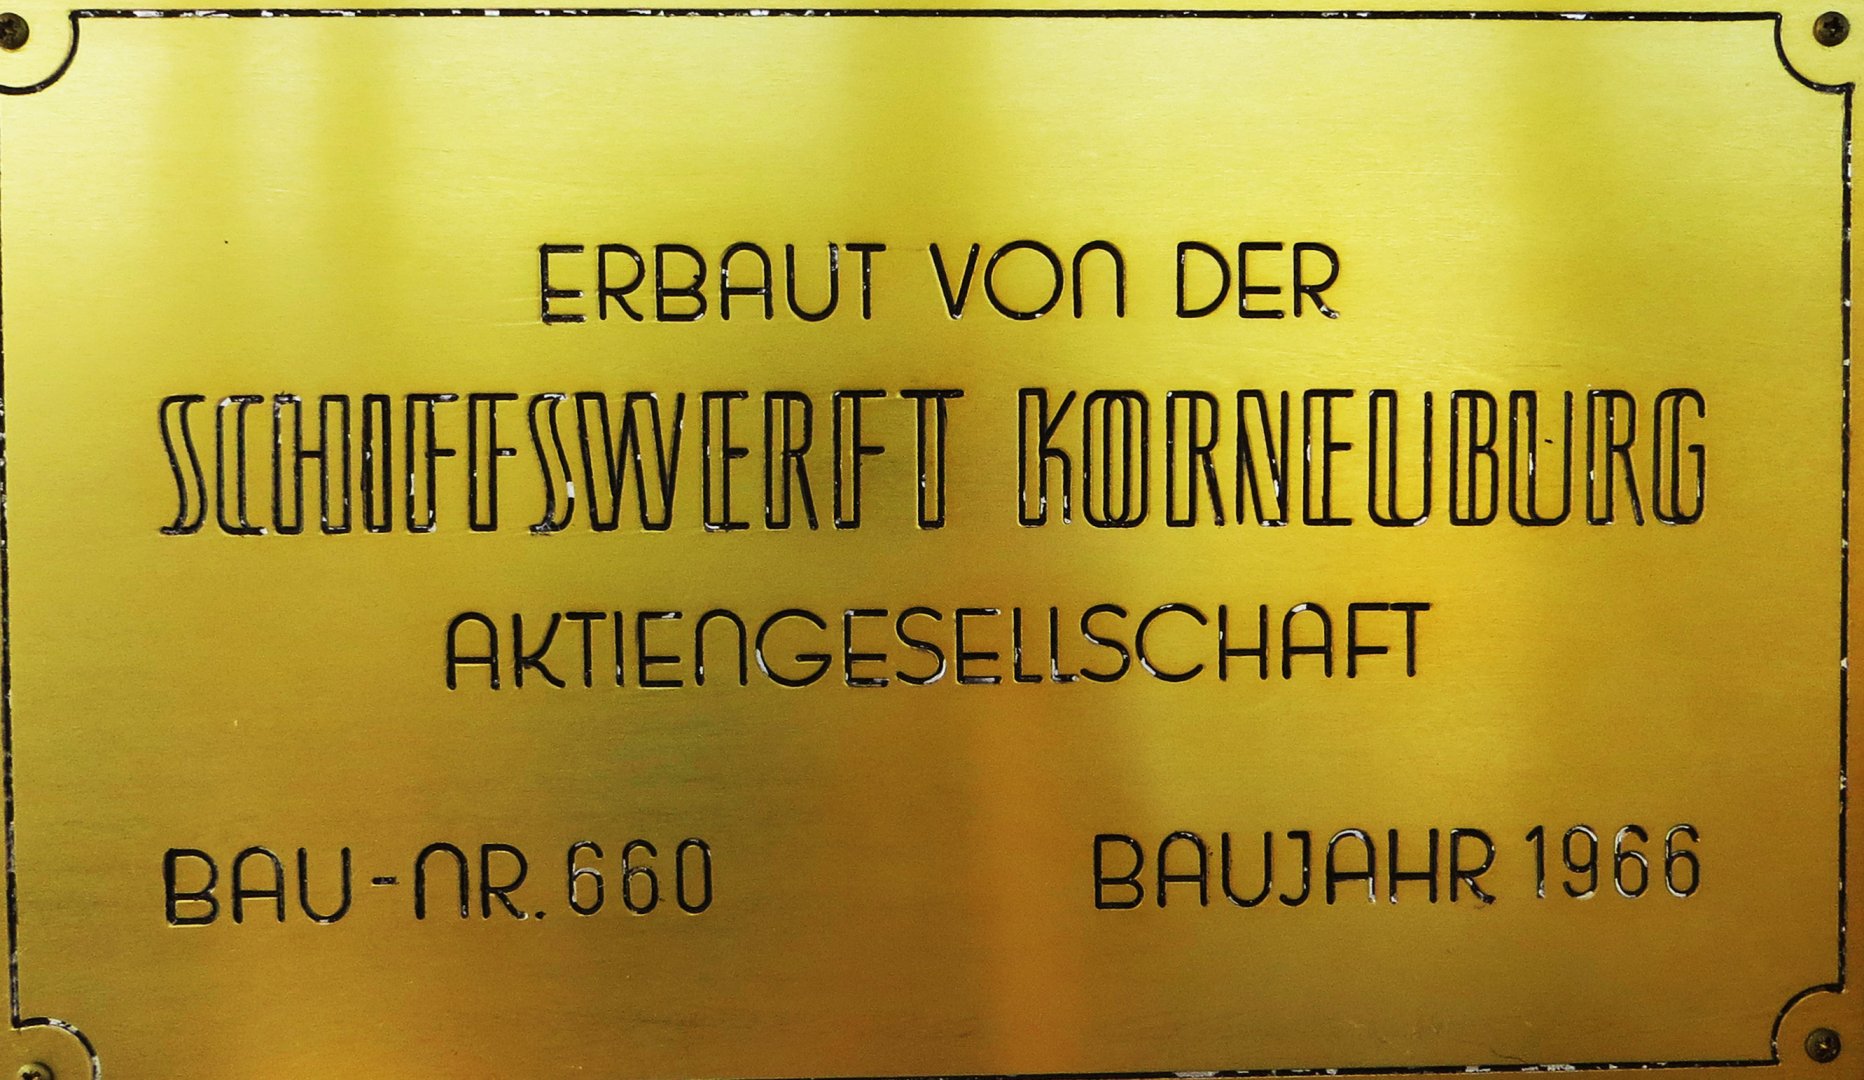 ERBAUT VON DER
SCHIFFSWERFT KORNEUBURG
AKTIENGESELLSCHAFT
BAU-NR. 660 BAUJAHR 1966